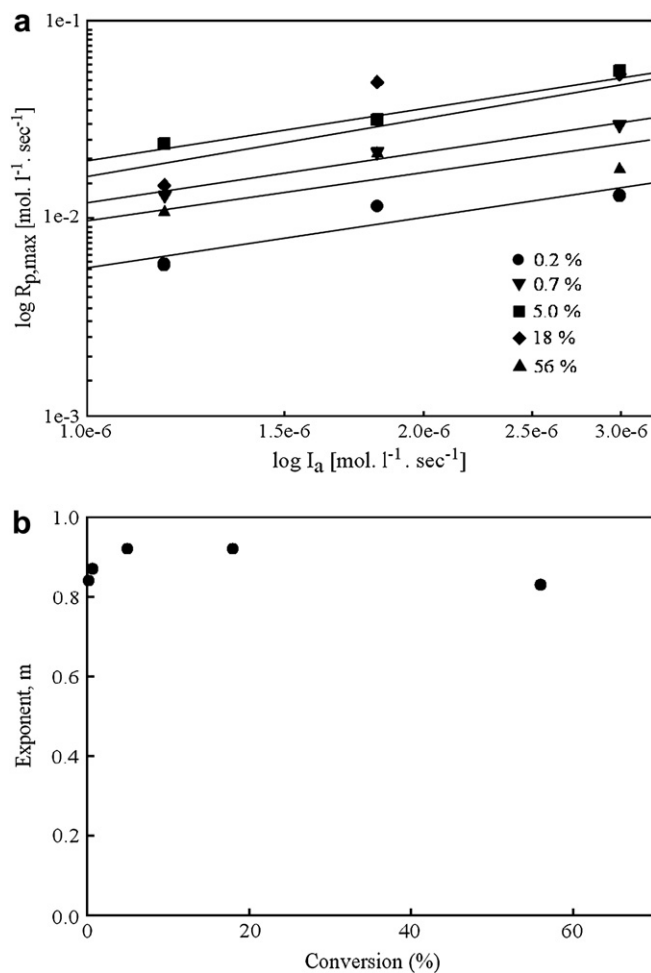 a
1e-1
1e-2
1e-3
log Rp,max [mol. l⁻¹ . sec⁻¹]
0.2 %
0.7 %
5.0 %
18 %
56 %
1.0e-6 1.5e-6 2.0e-6 2.5e-6 3.0e-6
log Ia [mol. l⁻¹ . sec⁻¹]
b
1.0
0.8
0.6
0.4
0.2
0.0
Exponent, m
0 20 40 60
Conversion (%)